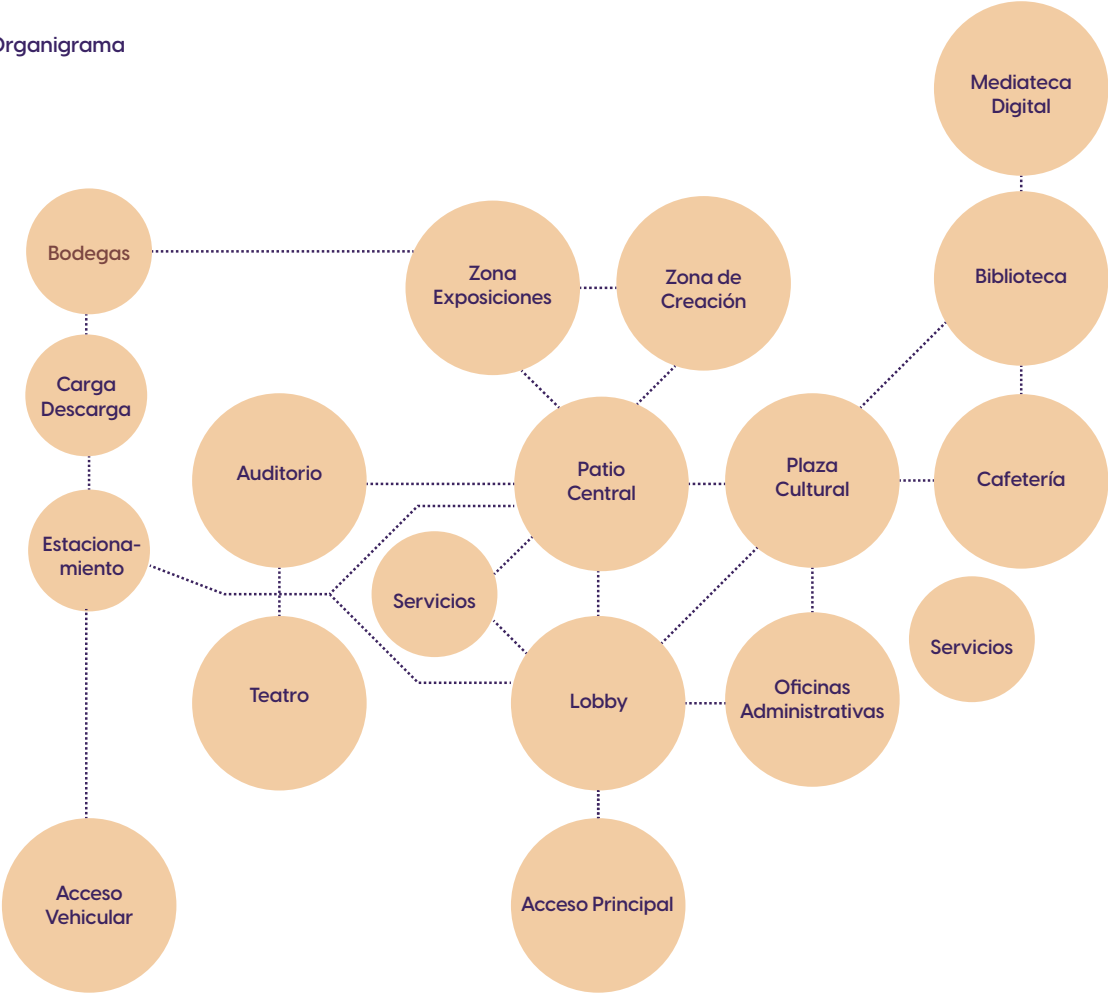 Organigrama
Mediateca
Digital
Bodegas
Zona
Exposiciones
Zona de
Creación
Biblioteca
Carga
Descarga
Auditorio
Patio
Central
Plaza
Cultural
Cafetería
Estaciona-
miento
Servicios
Servicios
Teatro
Lobby
Oficinas
Administrativas
Acceso
Vehicular
Acceso Principal